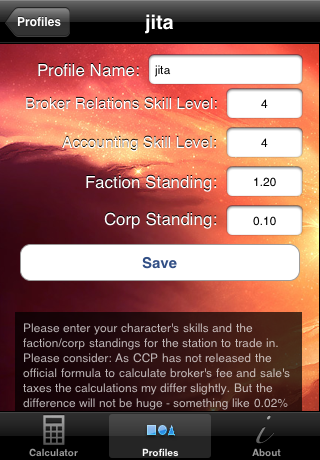 Profiles
jita
Profile Name: jita
Broker Relations Skill Level: 4
Accounting Skill Level: 4
Faction Standing: 1.20
Corp Standing: 0.10
Save
Please enter your character's skills and the
faction/corp standings for the station to trade in.
Please consider: As CCP has not released the
official formula to calculate broker's fee and sale's
taxes the calculations my differ slightly. But the
difference will not be huge - something like 0.02%
Calculator
Profiles
About